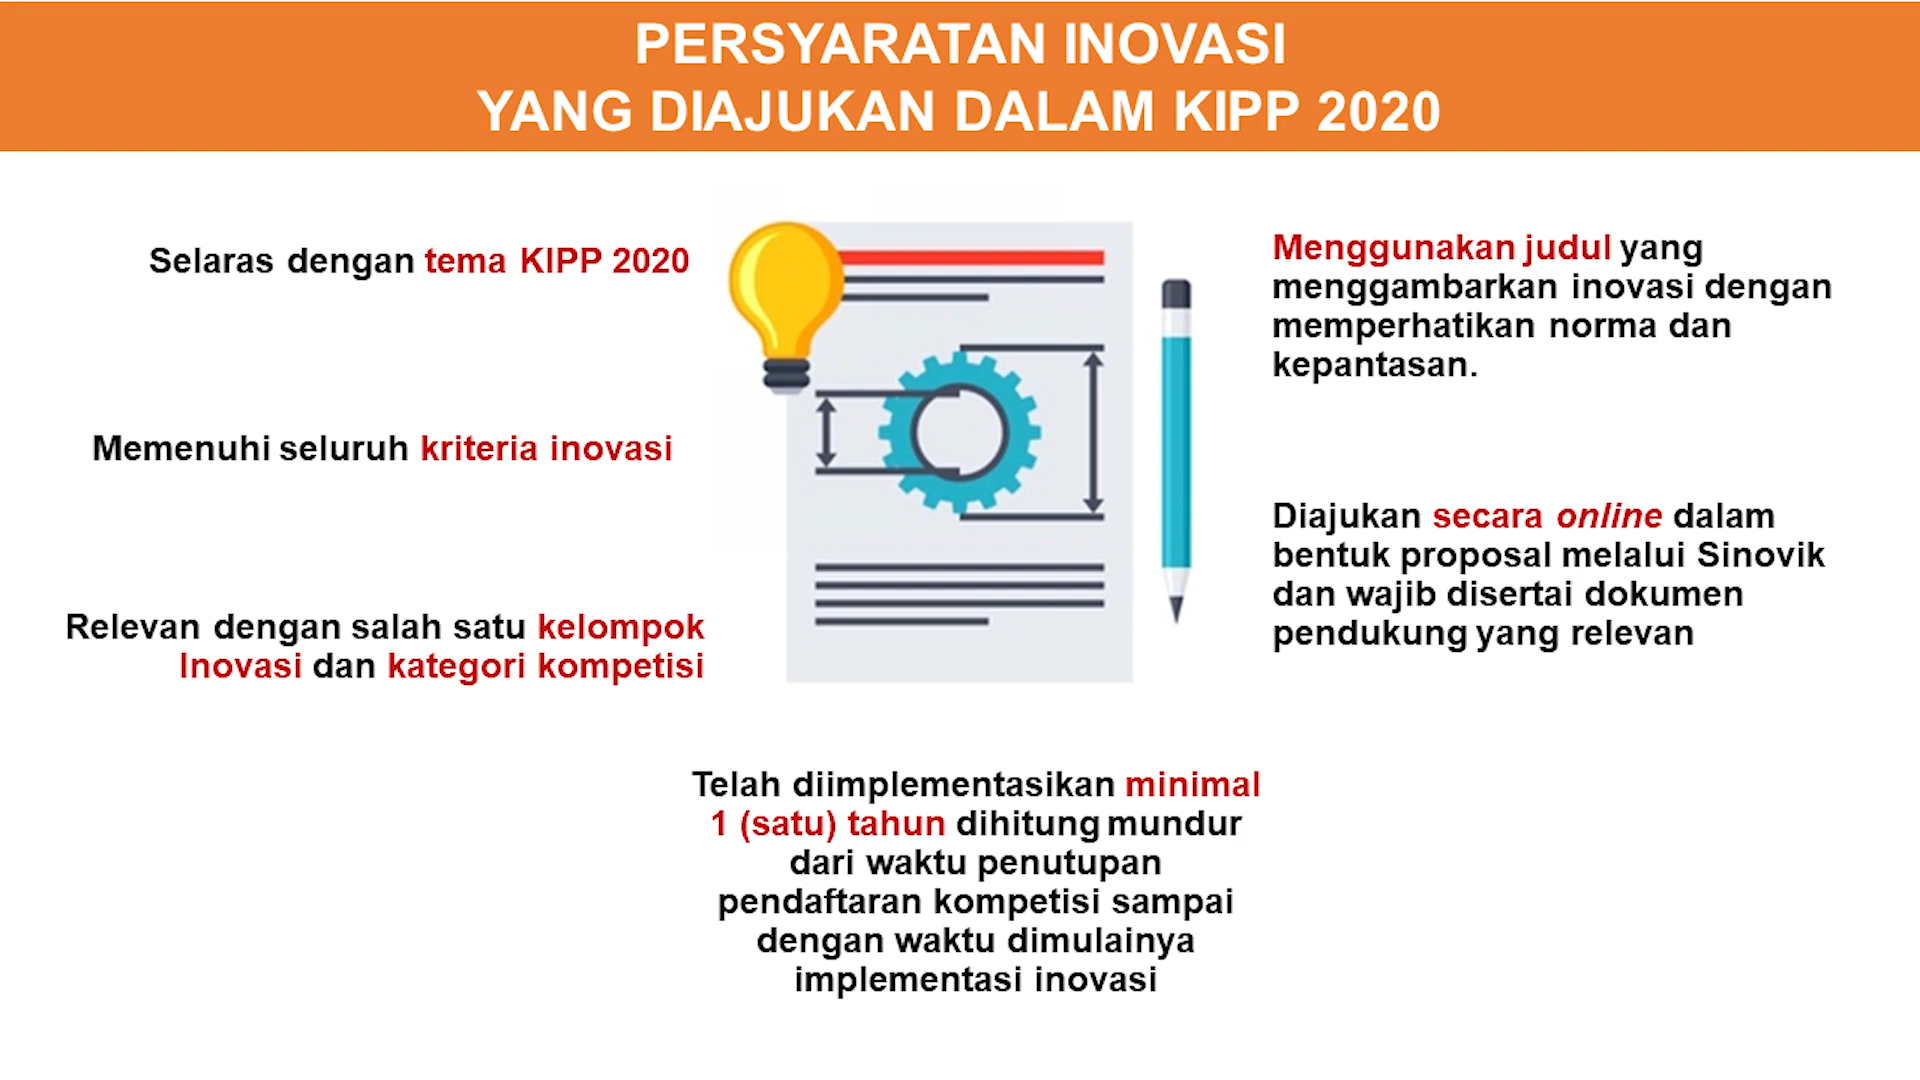 PERSYARATAN INOVASI
YANG DIAJUKAN DALAM KIPP 2020
Selaras dengan tema KIPP 2020
Memenuhi seluruh kriteria inovasi
Relevan dengan salah satu kelompok
Inovasi dan kategori kompetisi
Menggunakan judul yang
menggambarkan inovasi dengan
memperhatikan norma dan
kepantasan.
Diajukan secara online dalam
bentuk proposal melalui Sinovik
dan wajib disertai dokumen
pendukung yang relevan
Telah diimplementasikan minimal
1 (satu) tahun dihitung mundur
dari waktu penutupan
pendaftaran kompetisi sampai
dengan waktu dimulainya
implementasi inovasi